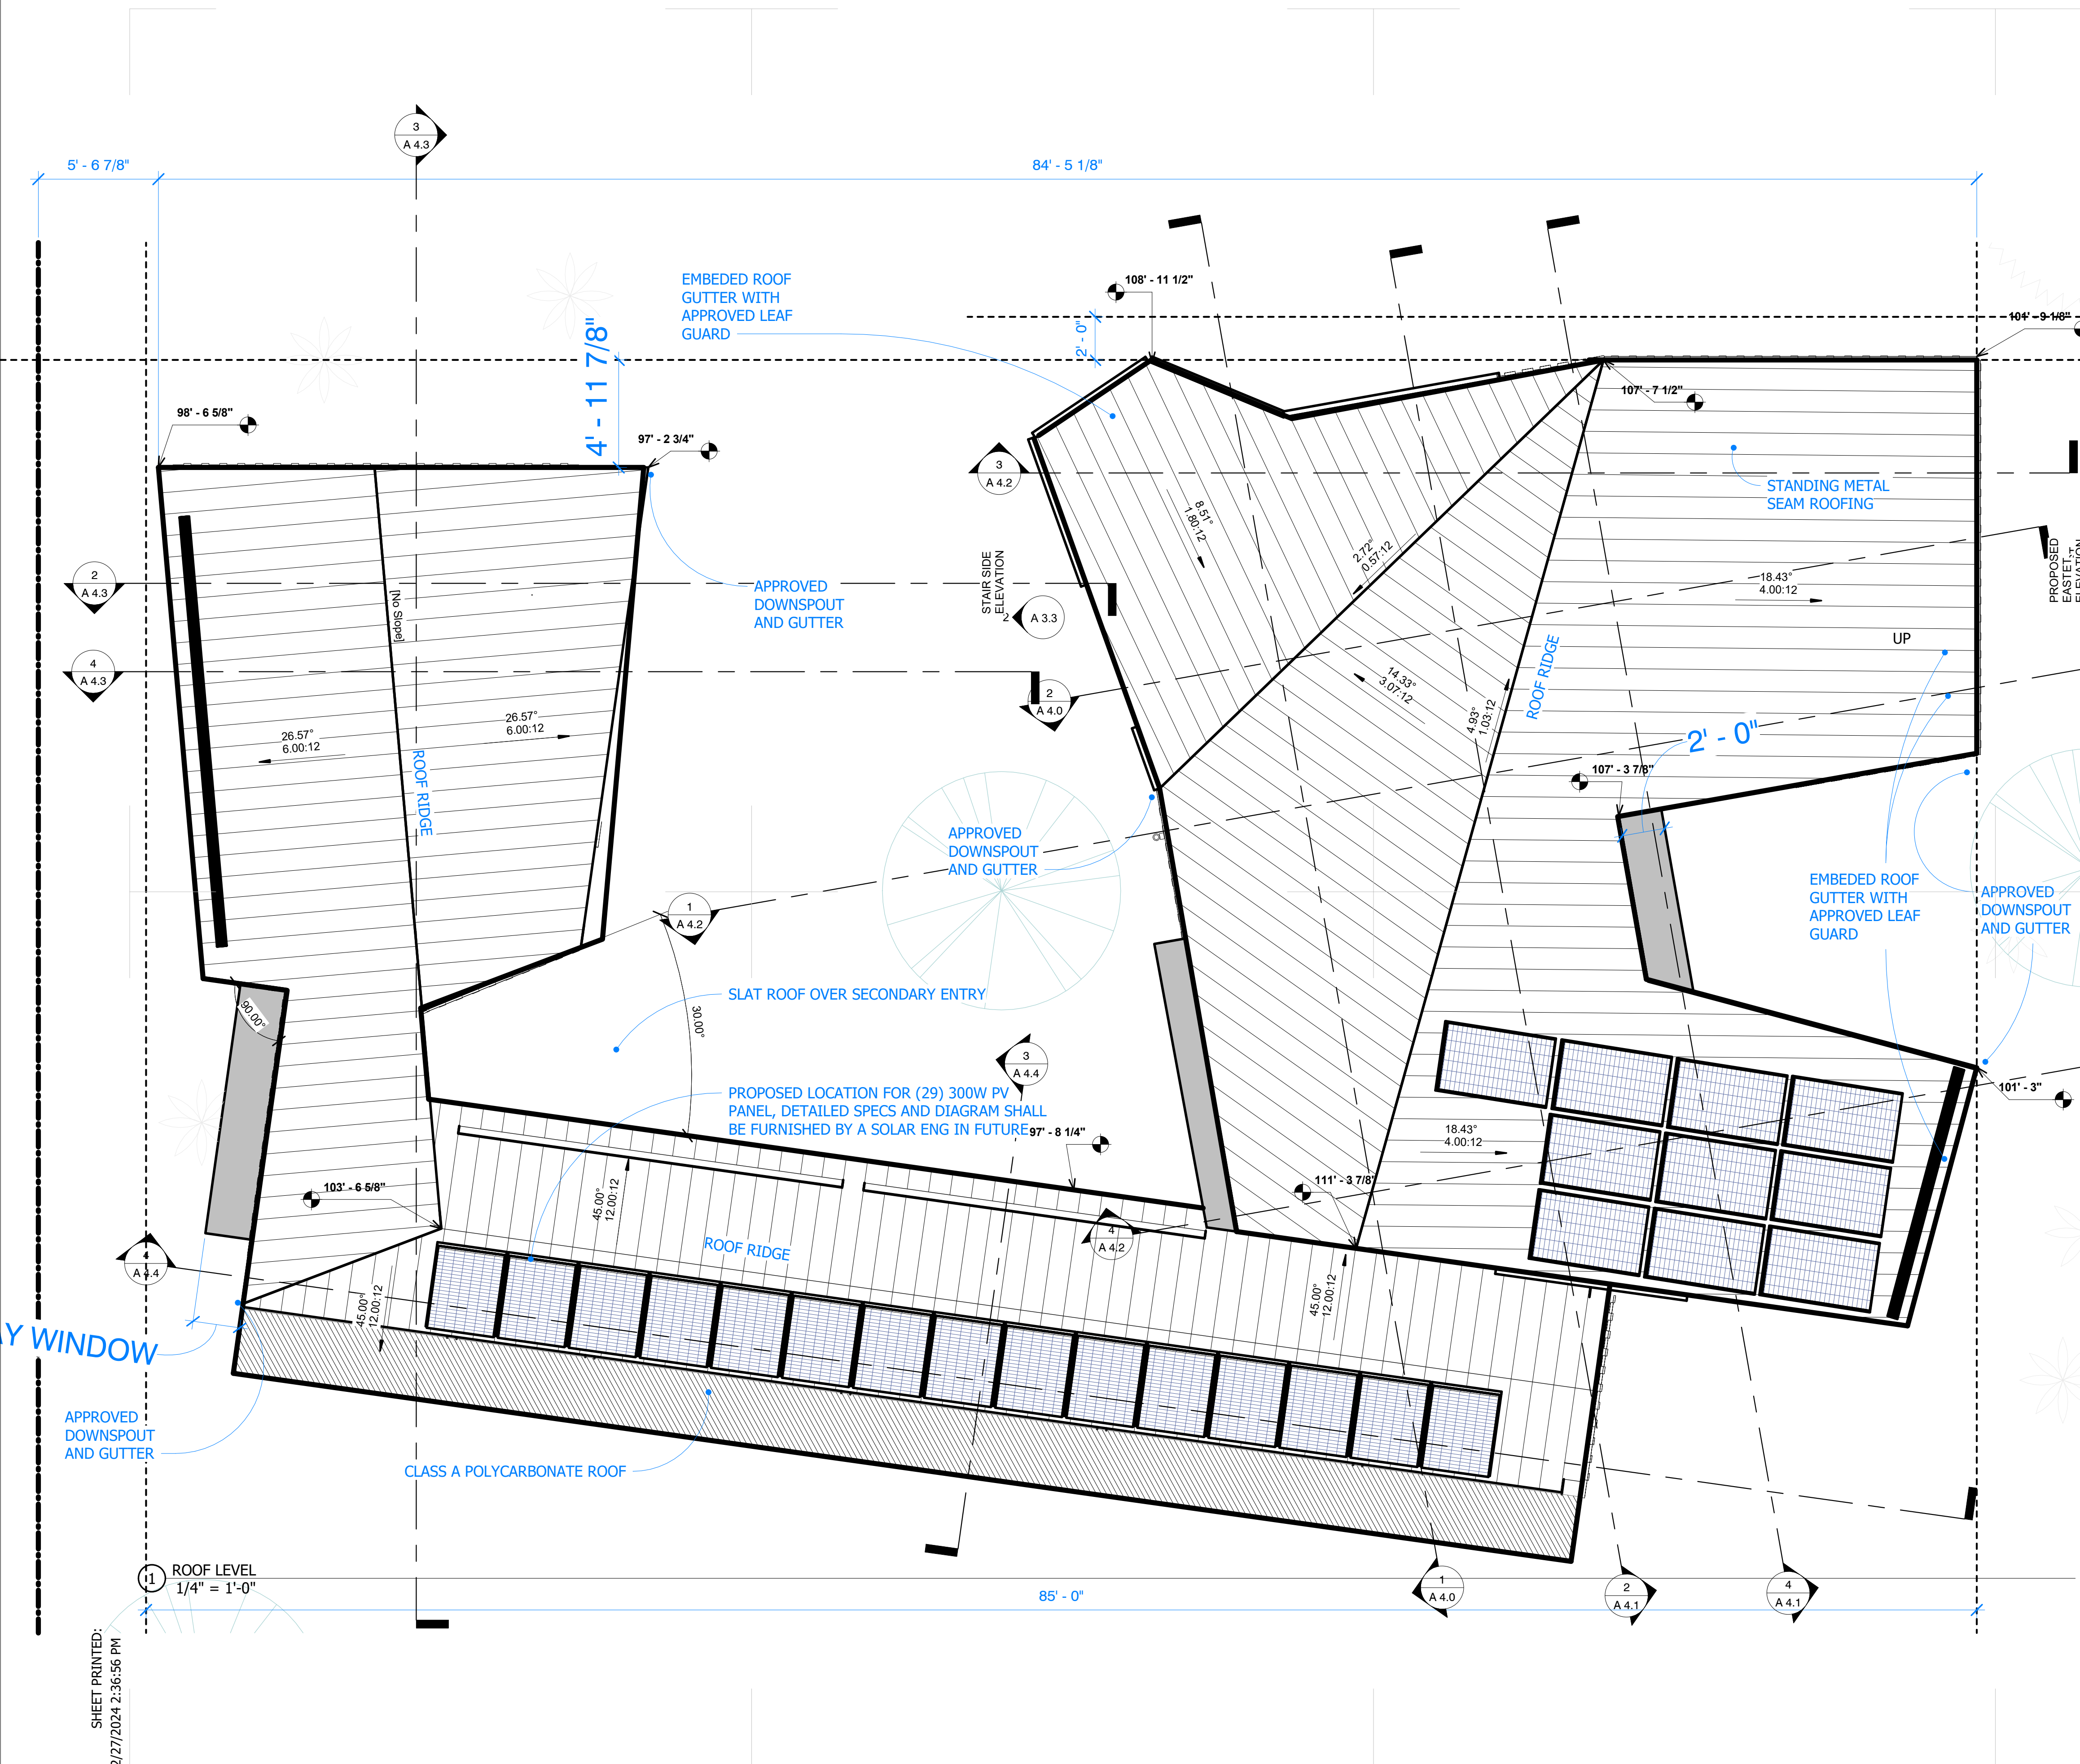 3
A 4.3
5' - 6 7/8"
84' - 5 1/8"
EMBEDED ROOF
GUTTER WITH
APPROVED LEAF
GUARD
108' - 11 1/2"
2' - 0"
101' - 9 1/8"
4' - 11 7/8"
107' - 7 1/2"
98' - 6 5/8"
97' - 2 3/4"
3
A 4.2
STANDING METAL
SEAM ROOFING
8.51°
1.80:12
2.72°
0.57:12
2
A 4.3
[No Slope]
APPROVED
DOWNSPOUT
AND GUTTER
STAIR SIDE
ELEVATION
2
A 3.3
18.43°
4.00:12
PROPOSED
ELEVATION
UP
4
A 4.3
2
A 4.0
14.33°
3.07:12
4.93°
1.03:12
ROOF RIDGE
26.57°
6.00:12
26.57°
6.00:12
ROOF RIDGE
2' - 0"
107' - 3 7/8"
APPROVED
DOWNSPOUT
AND GUTTER
1
A 4.2
EMBEDED ROOF
GUTTER WITH
APPROVED LEAF
GUARD
APPROVED
DOWNSPOUT
AND GUTTER
90.00°
SLAT ROOF OVER SECONDARY ENTRY
30.00°
3
A 4.4
PROPOSED LOCATION FOR (29) 300W PV
PANEL, DETAILED SPECS AND DIAGRAM SHALL
BE FURNISHED BY A SOLAR ENG IN FUTURE
97' - 8 1/4"
101' - 3"
18.43°
4.00:12
103' - 6 5/8"
111' - 3 7/8"
45.00°
12.00:12
4
A 4.2
ROOF RIDGE
4
A 4.4
45.00°
12.00:12
45.00°
12.00:12
WINDOW
APPROVED
DOWNSPOUT
AND GUTTER
CLASS A POLYCARBONATE ROOF
1
ROOF LEVEL
1/4" = 1'-0"
85' - 0"
1
A 4.0
2
A 4.1
4
A 4.1
SHEET PRINTED:
2/27/2024 2:36:56 PM